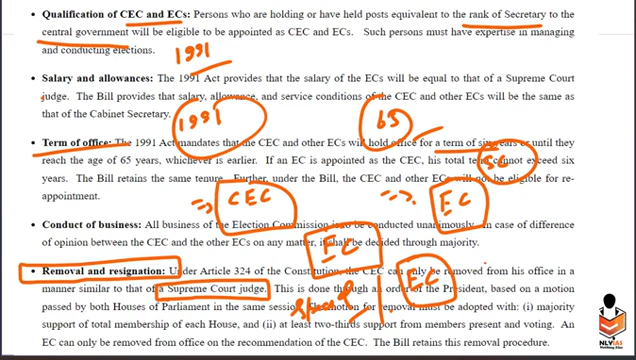 • Qualification of CEC and ECs: Persons who are holding or have held posts equivalent to the rank of Secretary to the
central government will be eligible to be appointed as CEC and ECs. Such persons must have expertise in managing
and conducting elections.
1991
• Salary and allowances: The 1991 Act provides that the salary of the ECs will be equal to that of a Supreme Court
judge. The Bill provides that salary, allowance, and service conditions of the CEC and other ECs will be the same as
that of the Cabinet Secretary.
1991 65
• Term of office: The 1991 Act mandates that the CEC and other ECs will hold office for a term of six years or until they
reach the age of 65 years, whichever is earlier. If an EC is appointed as the CEC, his total term cannot exceed six
SC
years. The Bill retains the same tenure. Further, under the Bill, the CEC and other ECs will not be eligible for re-
appointment.
=> CEC => EC
• Conduct of business: All business of the Election Commission is to be conducted unanimously. In case of difference
of opinion between the CEC and the other ECs on any matter, it shall be decided through majority.
EC
• Removal and resignation: Under Article 324 of the Constitution, the CEC can only be removed from his office in a
manner similar to that of a Supreme Court judge. This is done through an order of the President, based on a motion
EC
passed by both Houses of Parliament in the same session. The motion for removal must be adopted with (i) majority
support of total membership of each House, and (ii) at least two-thirds support from members present and voting. An
EC can only be removed from office on the recommendation of the CEC. The Bill retains this removal procedure.
NLYIAS